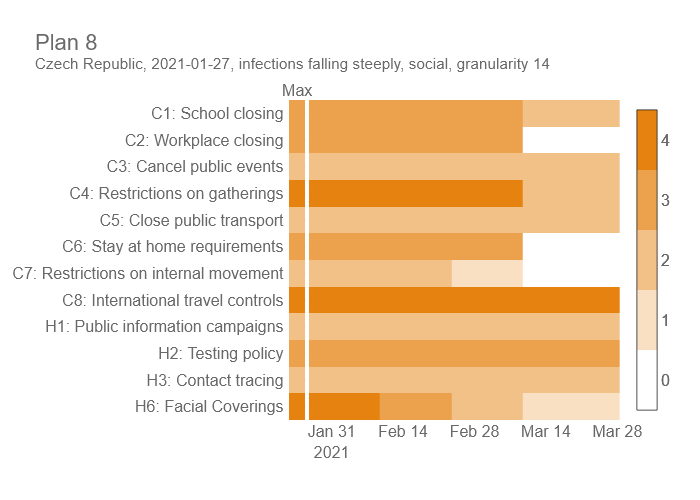 Plan 8
Czech Republic, 2021-01-27, infections falling steeply, social, granularity 14
Max
C1: School closing
C2: Workplace closing
C3: Cancel public events
C4: Restrictions on gatherings
C5: Close public transport
C6: Stay at home requirements
C7: Restrictions on internal movement
C8: International travel controls
H1: Public information campaigns
H2: Testing policy
H3: Contact tracing
H6: Facial Coverings
Jan 31 Feb 14 Feb 28 Mar 14 Mar 28
2021
4
3
2
1
0